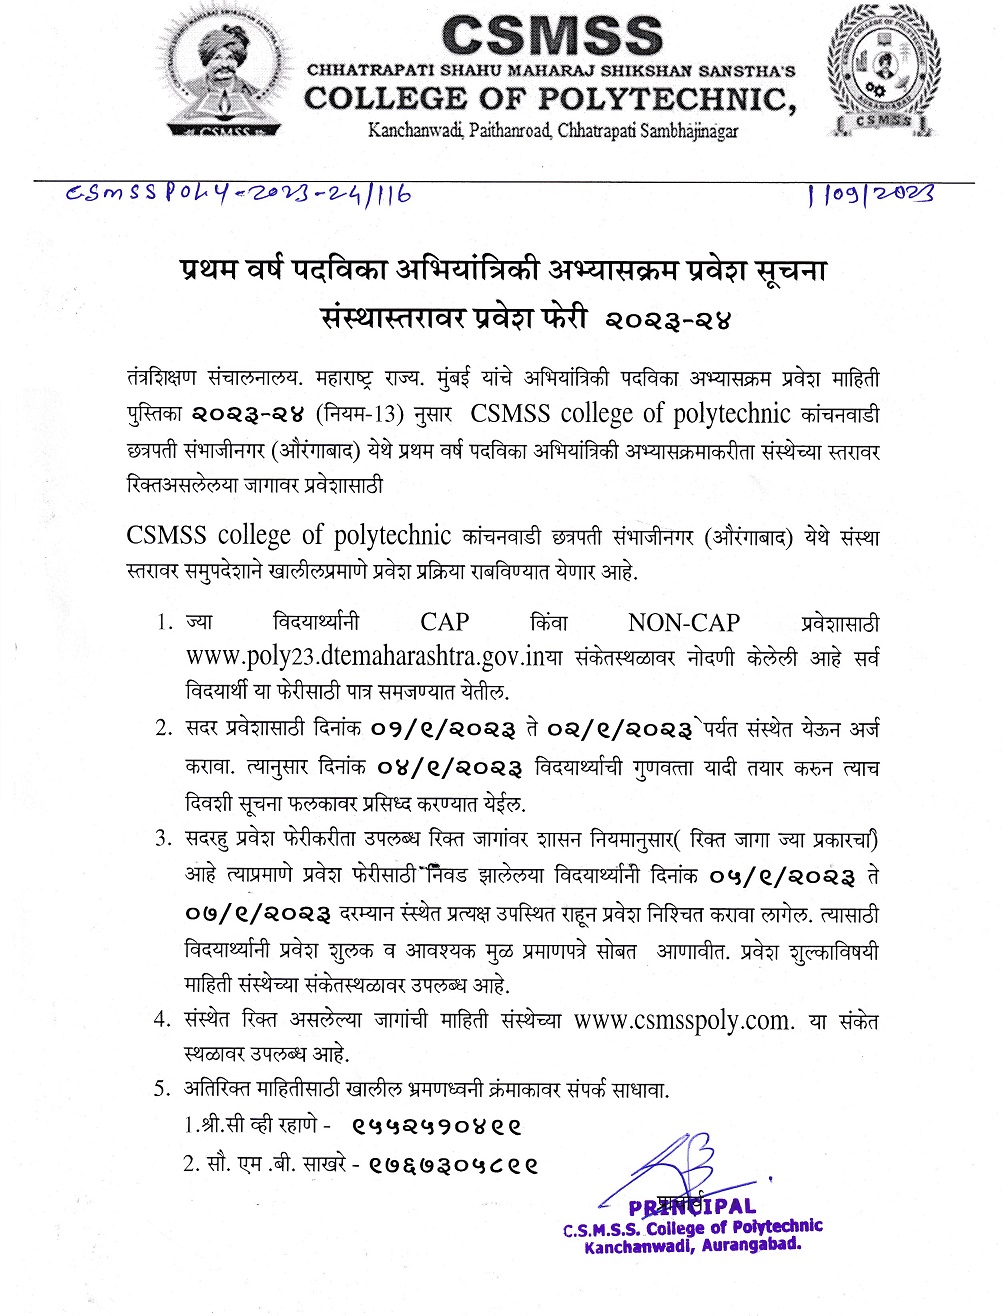 CSMSS
CHHATRAPATI SHAHU MAHARAJ SHIKSHAN SANSTHA'S
COLLEGE OF POLYTECHNIC,
Kanchanwadi, Paithanroad, Chhatrapati Sambhajinagar
CSMSS
CSMSS
CSMSSPOLY-2023-24/116 1/09/2023
प्रथम वर्ष पदविका अभियांत्रिकी अभ्यासक्रम प्रवेश सूचना
संस्थास्तरावर प्रवेश फेरी २०२३-२४
तंत्रशिक्षण संचालनालय. महाराष्ट्र राज्य. मुंबई यांचे अभियांत्रिकी पदविका अभ्यासक्रम प्रवेश माहिती
पुस्तिका २०२३-२४ (नियम-13) नुसार CSMSS college of polytechnic कांचनवाडी
छत्रपती संभाजीनगर (औरंगाबाद) येथे प्रथम वर्ष पदविका अभियांत्रिकी अभ्यासक्रमाकरीता संस्थेच्या स्तरावर
रिक्तअसलेलया जागावर प्रवेशासाठी
CSMSS college of polytechnic कांचनवाडी छत्रपती संभाजीनगर (औरंगाबाद) येथे संस्था
स्तरावर समुपदेशाने खालीलप्रमाणे प्रवेश प्रक्रिया राबविण्यात येणार आहे.
1. ज्या विदयार्थ्यानी CAP किंवा NON-CAP प्रवेशासाठी
www.poly23.dtemaharashtra.gov.inया संकेतस्थळावर नोदणी केलेली आहे सर्व
विदयार्थी या फेरीसाठी पात्र समजण्यात येतील.
2. सदर प्रवेशासाठी दिनांक ०१/९/२०२३ ते ०२/९/२०२३ पर्यत संस्थेत येऊन अर्ज
करावा. त्यानुसार दिनांक ०४/९/२०२३ विदयार्थ्याची गुणवत्ता यादी तयार करुन त्याच
दिवशी सूचना फलकावर प्रसिध्द करण्यात येईल.
3. सदरहु प्रवेश फेरीकरीता उपलब्ध रिक्त जागांवर शासन नियमानुसार( रिक्त जागा ज्या प्रकारची)
आहे त्याप्रमाणे प्रवेश फेरीसाठी निवड झालेलया विदयार्थ्यांनी दिनांक ०५/९/२०२३ ते
०७/९/२०२३ दरम्यान संस्थेत प्रत्यक्ष उपस्थित राहून प्रवेश निश्चित करावा लागेल. त्यासाठी
विदयार्थ्यांनी प्रवेश शुलक व आवश्यक मुळ प्रमाणपत्रे सोबत आणावीत. प्रवेश शुल्काविषयी
माहिती संस्थेच्या संकेतस्थळावर उपलब्ध आहे.
4. संस्थेत रिक्त असलेल्या जागांची माहिती संस्थेच्या www.csmsspoly.com. या संकेत
स्थळावर उपलब्ध आहे.
5. अतिरिक्त माहितीसाठी खालील भ्रमणध्वनी क्रंमाकावर संपर्क साधावा.
1.श्री.सी व्ही रहाणे - ९५५२५१०४९९
2. सौ. एम .बी. साखरे - ९७६७३०५८९९
PRINCIPAL
C.S.M.S.S. College of Polytechnic
Kanchanwadi, Aurangabad.